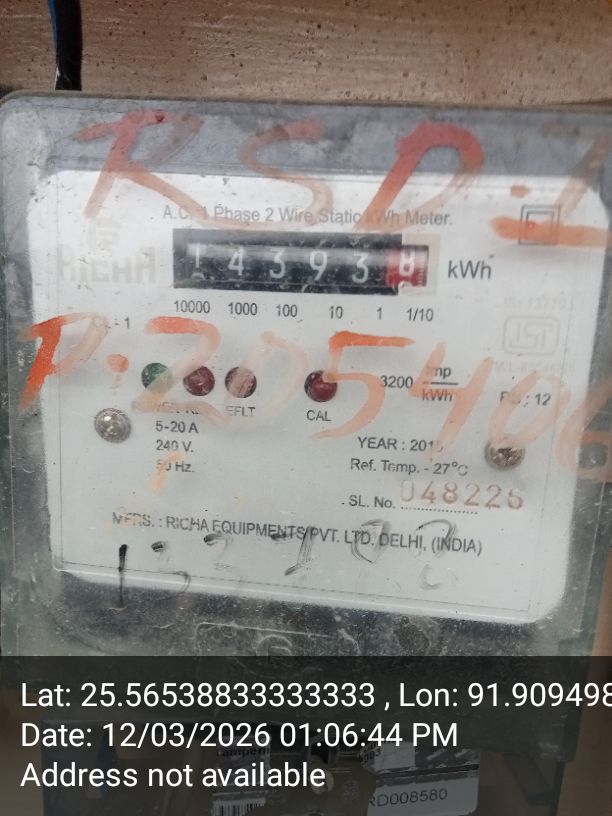 RSD-1
A.C. 1 Phase 2 Wire Static kWh Meter.
RICHA
143938 kWh
10000 1000 100 10 1 1/10
CL - 1
P. 205406
3200 imp/kWh
EFLT
CAL
5-20 A
240 V.
50 Hz.
YEAR : 2015
Ref. Temp. - 27°C
SL. No. 048226
MFRS. : RICHA EQUIPMENTS PVT. LTD. DELHI, (INDIA)
Lat: 25.56538833333333 , Lon: 91.909498
Date: 12/03/2026 01:06:44 PM
Address not available
RD008580